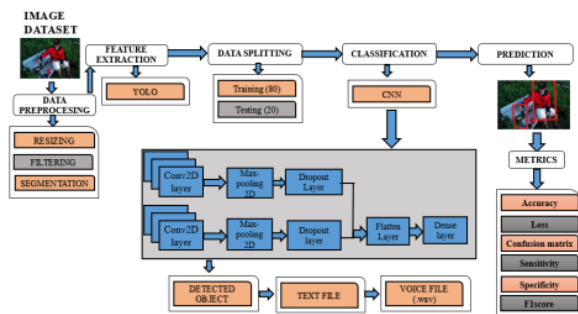 IMAGE
DATASET
FEATURE
EXTRACTION
DATA SPLITTING
CLASSIFICATION
PREDICTION
YOLO
Training (80)
Testing (20)
CNN
DATA
PREPROCESING
RESIZING
FILTERING
SEGMENTATION
METRICS
Accuracy
Loss
Confusion matrix
Sensitivity
Specificity
F1score
Conv2D
layer
Max-
pooling
2D
Dropout
Layer
Conv2D
layer
Max-
pooling
2D
Dropout
layer
Flatten
Layer
Dense
layer
DETECTED
OBJECT
TEXT FILE
VOICE FILE
(.wav)